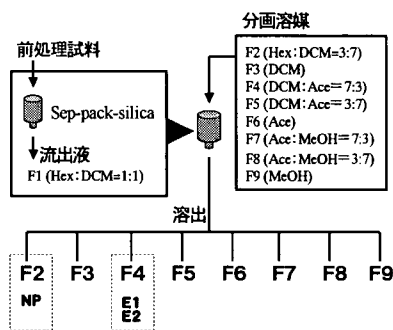 分画溶媒
前処理試料
Sep-pack-silica
流出液
F1 (Hex:DCM=1:1)
F2 (Hex:DCM=3:7)
F3 (DCM)
F4 (DCM:Ace=7:3)
F5 (DCM:Ace=3:7)
F6 (Ace)
F7 (Ace:MeOH=7:3)
F8 (Ace:MeOH=3:7)
F9 (MeOH)
溶出
F2 F3 F4 F5 F6 F7 F8 F9
NP E1
E2